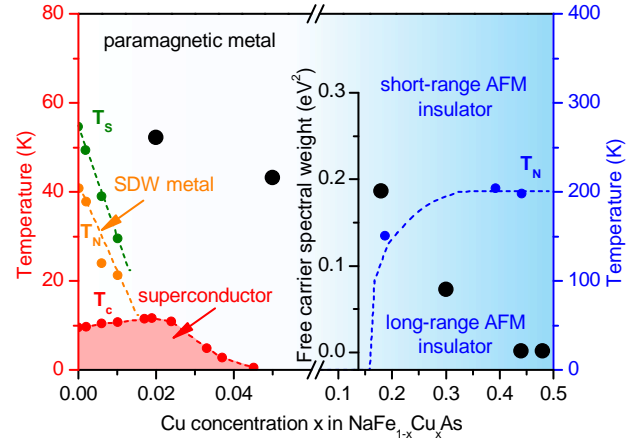 80
60
40
20
0
Temperature (K)
paramagnetic metal
T_S
SDW metal
T_N
T_c
superconductor
0.00
0.02
0.04
0.3
0.2
0.1
0.0
Free carrier spectral weight (eV²)
short-range AFM
insulator
T_N
long-range AFM
insulator
0.1
0.2
0.3
0.4
0.5
400
300
200
100
0
Temperature (K)
Cu concentration x in NaFe₁₋ₓCuₓAs